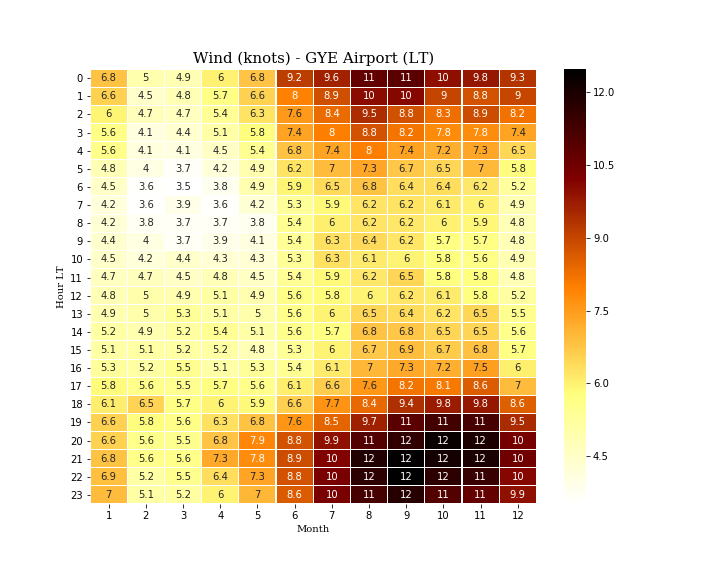 Wind (knots) - GYE Airport (LT)
0 6.8 5 4.9 6 6.8 9.2 9.6 11 11 10 9.8 9.3
1 6.6 4.5 4.8 5.7 6.6 8 8.9 10 10 9 8.8 9
2 6 4.7 4.7 5.4 6.3 7.6 8.4 9.5 8.8 8.3 8.9 8.2
3 5.6 4.1 4.4 5.1 5.8 7.4 8 8.8 8.2 7.8 7.8 7.4
4 5.6 4.1 4.1 4.5 5.4 6.8 7.4 8 7.4 7.2 7.3 6.5
5 4.8 4 3.7 4.2 4.9 6.2 7 7.3 6.7 6.5 7 5.8
6 4.5 3.6 3.5 3.8 4.9 5.9 6.5 6.8 6.4 6.4 6.2 5.2
7 4.2 3.6 3.9 3.6 4.2 5.3 5.9 6.2 6.2 6.1 6 4.9
8 4.2 3.8 3.7 3.7 3.8 5.4 6 6.2 6.2 6 5.9 4.8
9 4.4 4 3.7 3.9 4.1 5.4 6.3 6.4 6.2 5.7 5.7 4.8
10 4.5 4.2 4.4 4.3 4.3 5.3 6.3 6.1 6 5.8 5.6 4.9
11 4.7 4.7 4.5 4.8 4.5 5.4 5.9 6.2 6.5 5.8 5.8 4.8
12 4.8 5 4.9 5.1 4.9 5.6 5.8 6 6.2 6.1 5.8 5.2
13 4.9 5 5.3 5.1 5 5.6 6 6.5 6.4 6.2 6.5 5.5
14 5.2 4.9 5.2 5.4 5.1 5.6 5.7 6.8 6.8 6.5 6.5 5.6
15 5.1 5.1 5.2 5.2 4.8 5.3 6 6.7 6.9 6.7 6.8 5.7
16 5.3 5.2 5.5 5.1 5.3 5.4 6.1 7 7.3 7.2 7.5 6
17 5.8 5.6 5.5 5.7 5.6 6.1 6.6 7.6 8.2 8.1 8.6 7
18 6.1 6.5 5.7 6 5.9 6.6 7.7 8.4 9.4 9.8 9.8 8.6
19 6.6 5.8 5.6 6.3 6.8 7.6 8.5 9.7 11 11 11 9.5
20 6.6 5.6 5.5 6.8 7.9 8.8 9.9 11 12 12 12 10
21 6.8 5.6 5.6 7.3 7.8 8.9 10 12 12 12 12 10
22 6.9 5.2 5.5 6.4 7.3 8.8 10 12 12 12 11 10
23 7 5.1 5.2 6 7 8.6 10 11 12 11 11 9.9
1 2 3 4 5 6 7 8 9 10 11 12
Month
Hour LT
12.0
10.5
9.0
7.5
6.0
4.5